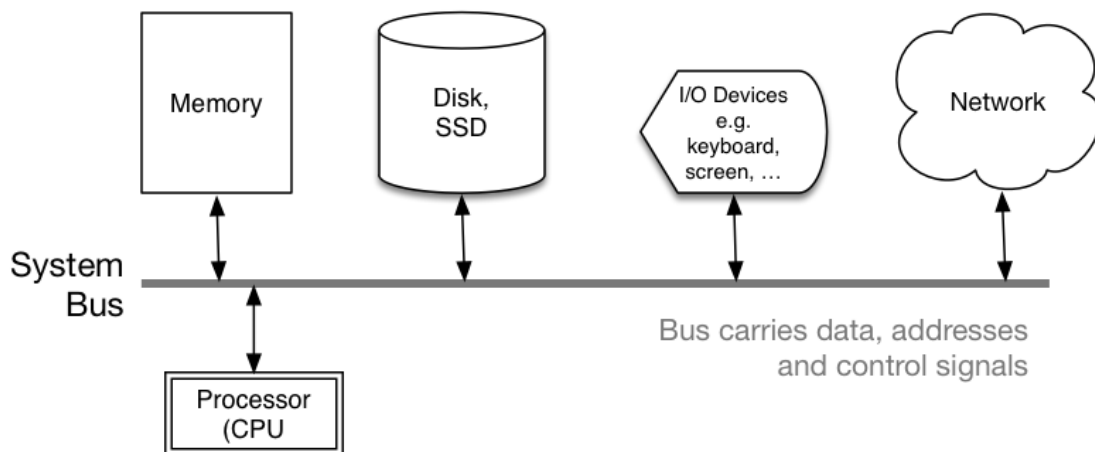 Memory
Disk,
SSD
I/O Devices
e.g.
keyboard,
screen, …
Network
System
Bus
Bus carries data, addresses
and control signals
Processor
(CPU